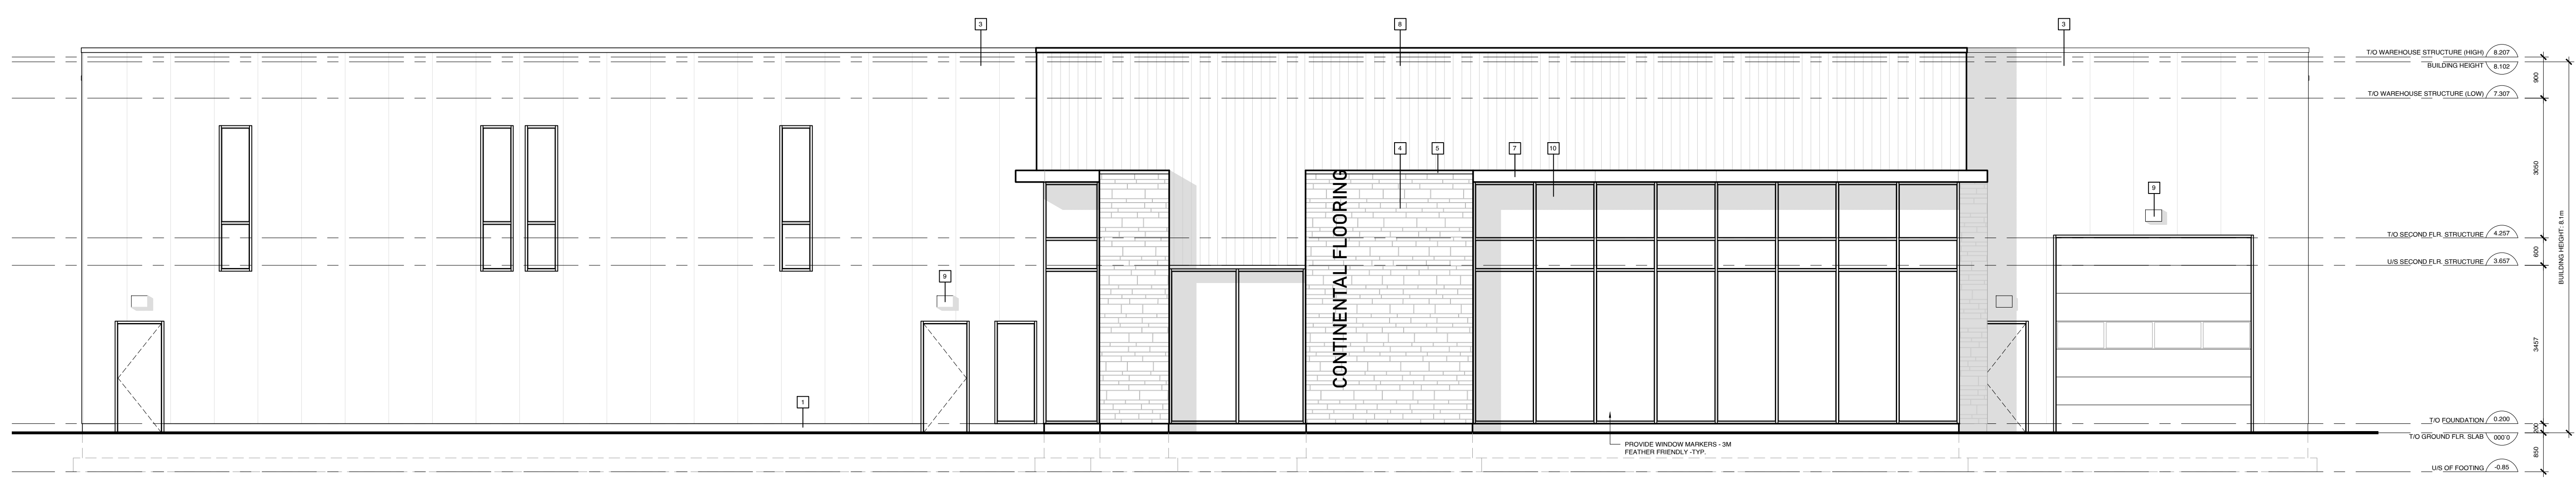 3
8
3
T/O WAREHOUSE STRUCTURE (HIGH) 8.207
BUILDING HEIGHT 8.102
900
T/O WAREHOUSE STRUCTURE (LOW) 7.307
4
5
7
10
3050
9
CONTINENTAL FLOORING
BUILDING HEIGHT: 8.1m
T/O SECOND FLR. STRUCTURE 4.257
600
U/S SECOND FLR. STRUCTURE 3.657
9
3457
1
T/O FOUNDATION 0.200
200
T/O GROUND FLR. SLAB 000'0
PROVIDE WINDOW MARKERS - 3M
FEATHER FRIENDLY -TYP.
850
U/S OF FOOTING -0.85